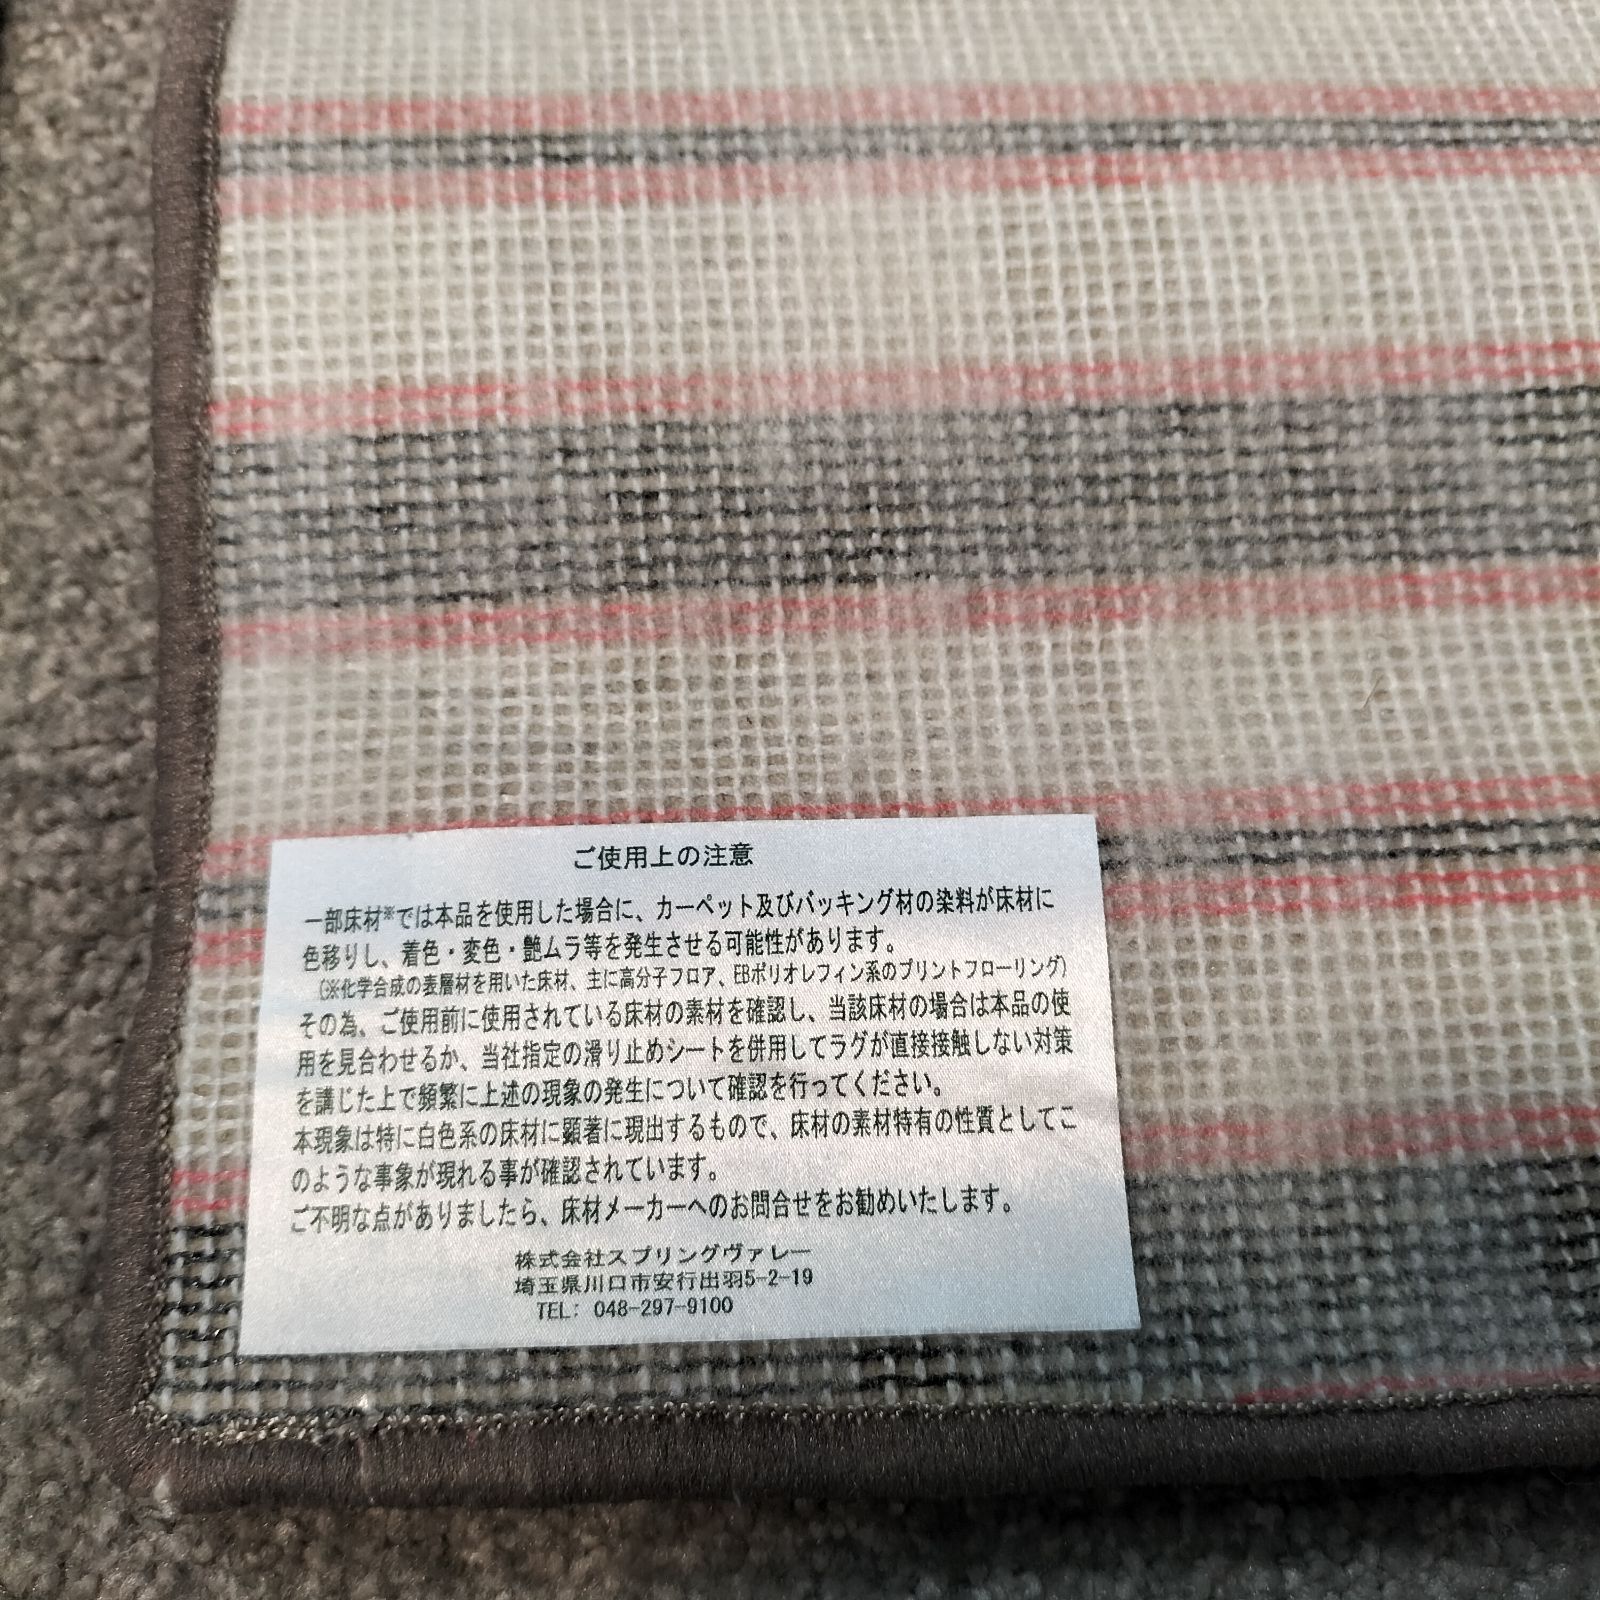 ご使用上の注意
一部床材※では本品を使用した場合に、カーペット及びバッキング材の染料が床材に
色移りし、着色・変色・艶ムラ等を発生させる可能性があります。
(※化学合成の表層材を用いた床材、主に高分子フロア、EBポリオレフィン系のプリントフローリング)
その為、ご使用前に使用されている床材の素材を確認し、当該床材の場合は本品の使
用を見合わせるか、当社指定の滑り止めシートを併用してラグが直接接触しない対策
を講じた上で頻繁に上述の現象の発生について確認を行ってください。
本現象は特に白色系の床材に顕著に現出するもので、床材の素材特有の性質としてこ
のような事象が現れる事が確認されています。
ご不明な点がありましたら、床材メーカーへのお問合せをお勧めいたします。
株式会社スプリングヴァレー
埼玉県川口市安行出羽5-2-19
TEL: 048-297-9100